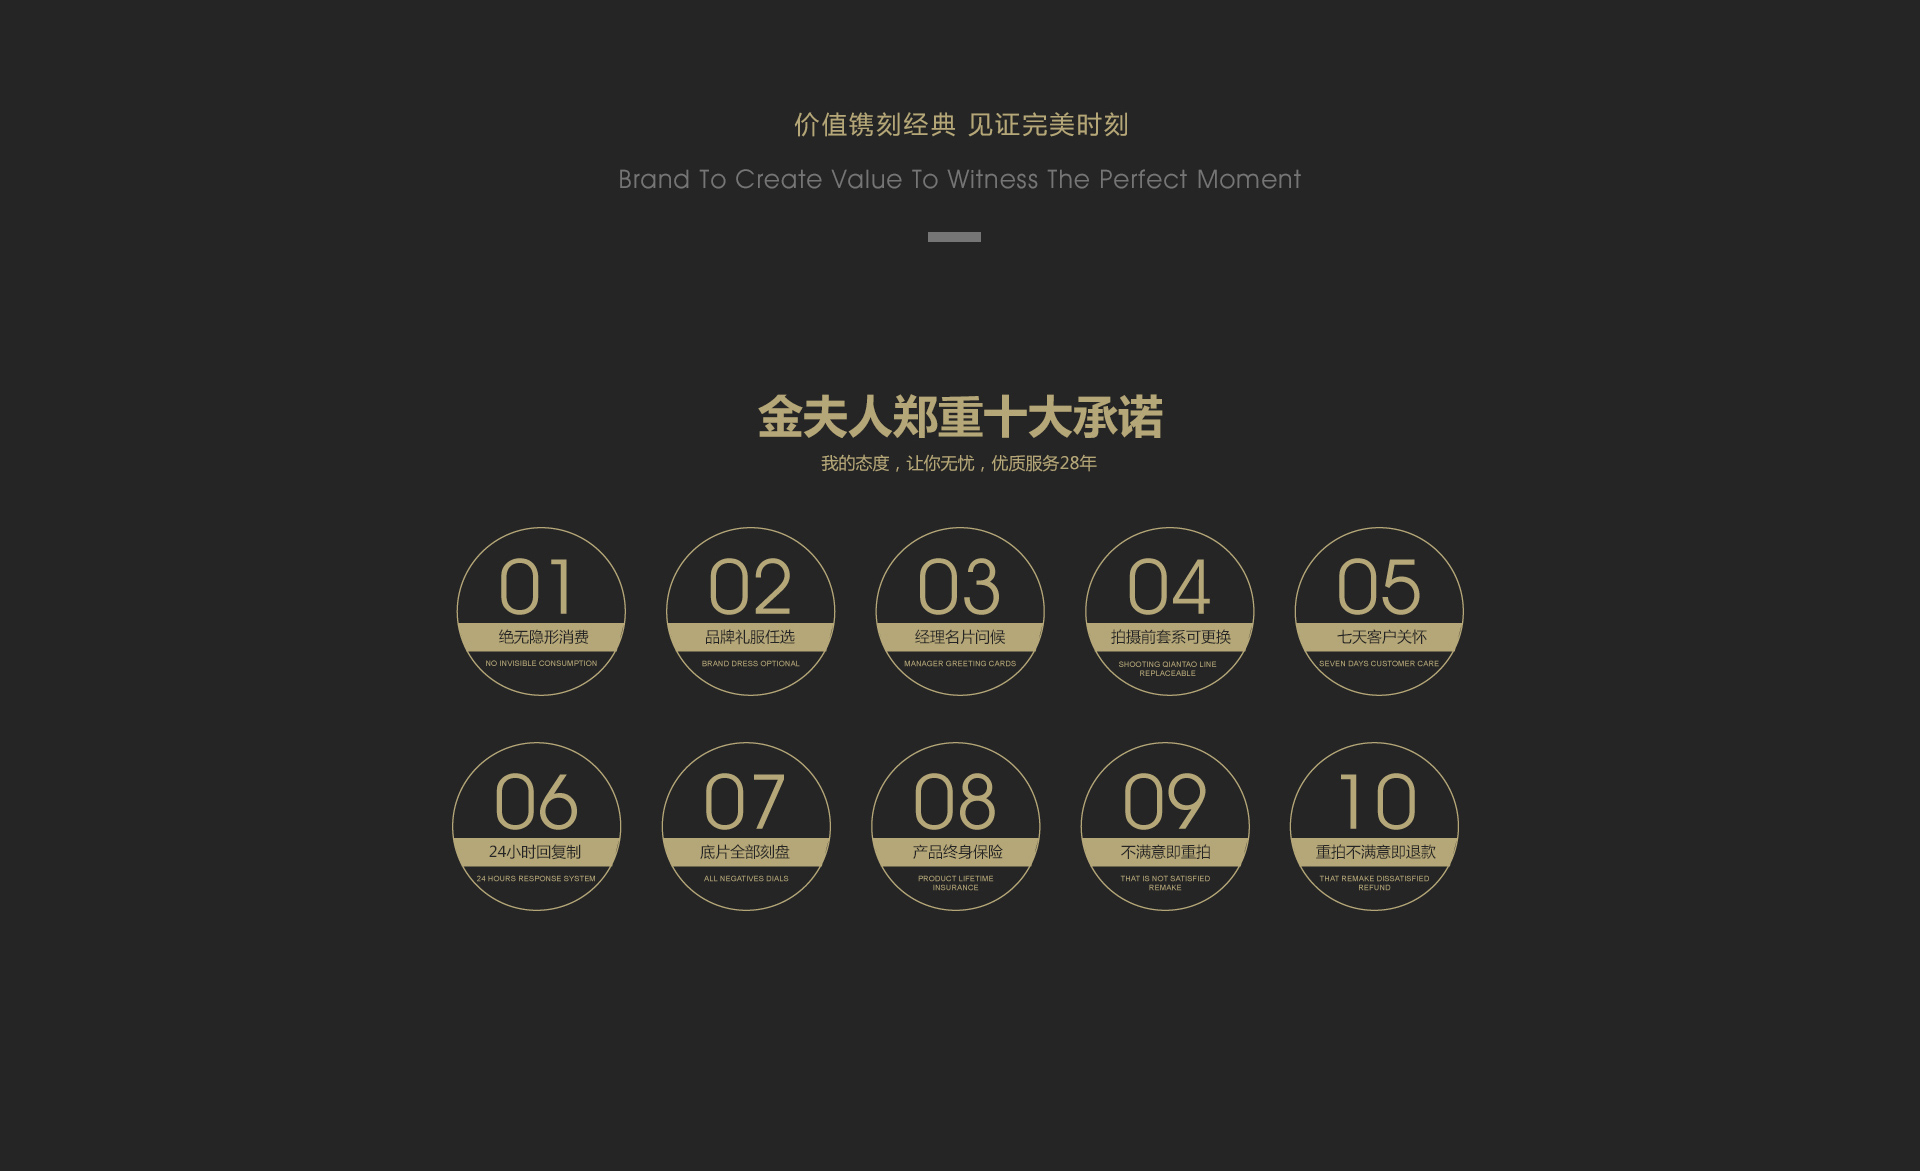 价值镌刻经典 见证完美时刻
Brand To Create Value To Witness The Perfect Moment
金夫人郑重十大承诺
我的态度，让你无忧，优质服务28年
01
绝无隐形消费
NO INVISIBLE CONSUMPTION
02
品牌礼服任选
BRAND DRESS OPTIONAL
03
经理名片问候
MANAGER GREETING CARDS
04
拍摄前套系可更换
SHOOTING QIANTAO LINE
REPLACEABLE
05
七天客户关怀
SEVEN DAYS CUSTOMER CARE
06
24小时回复制
24 HOURS RESPONSE SYSTEM
07
底片全部刻盘
ALL NEGATIVES DIALS
08
产品终身保险
PRODUCT LIFETIME
INSURANCE
09
不满意即重拍
THAT IS NOT SATISFIED
REMAKE
10
重拍不满意即退款
THAT REMAKE DISSATISFIED
REFUND